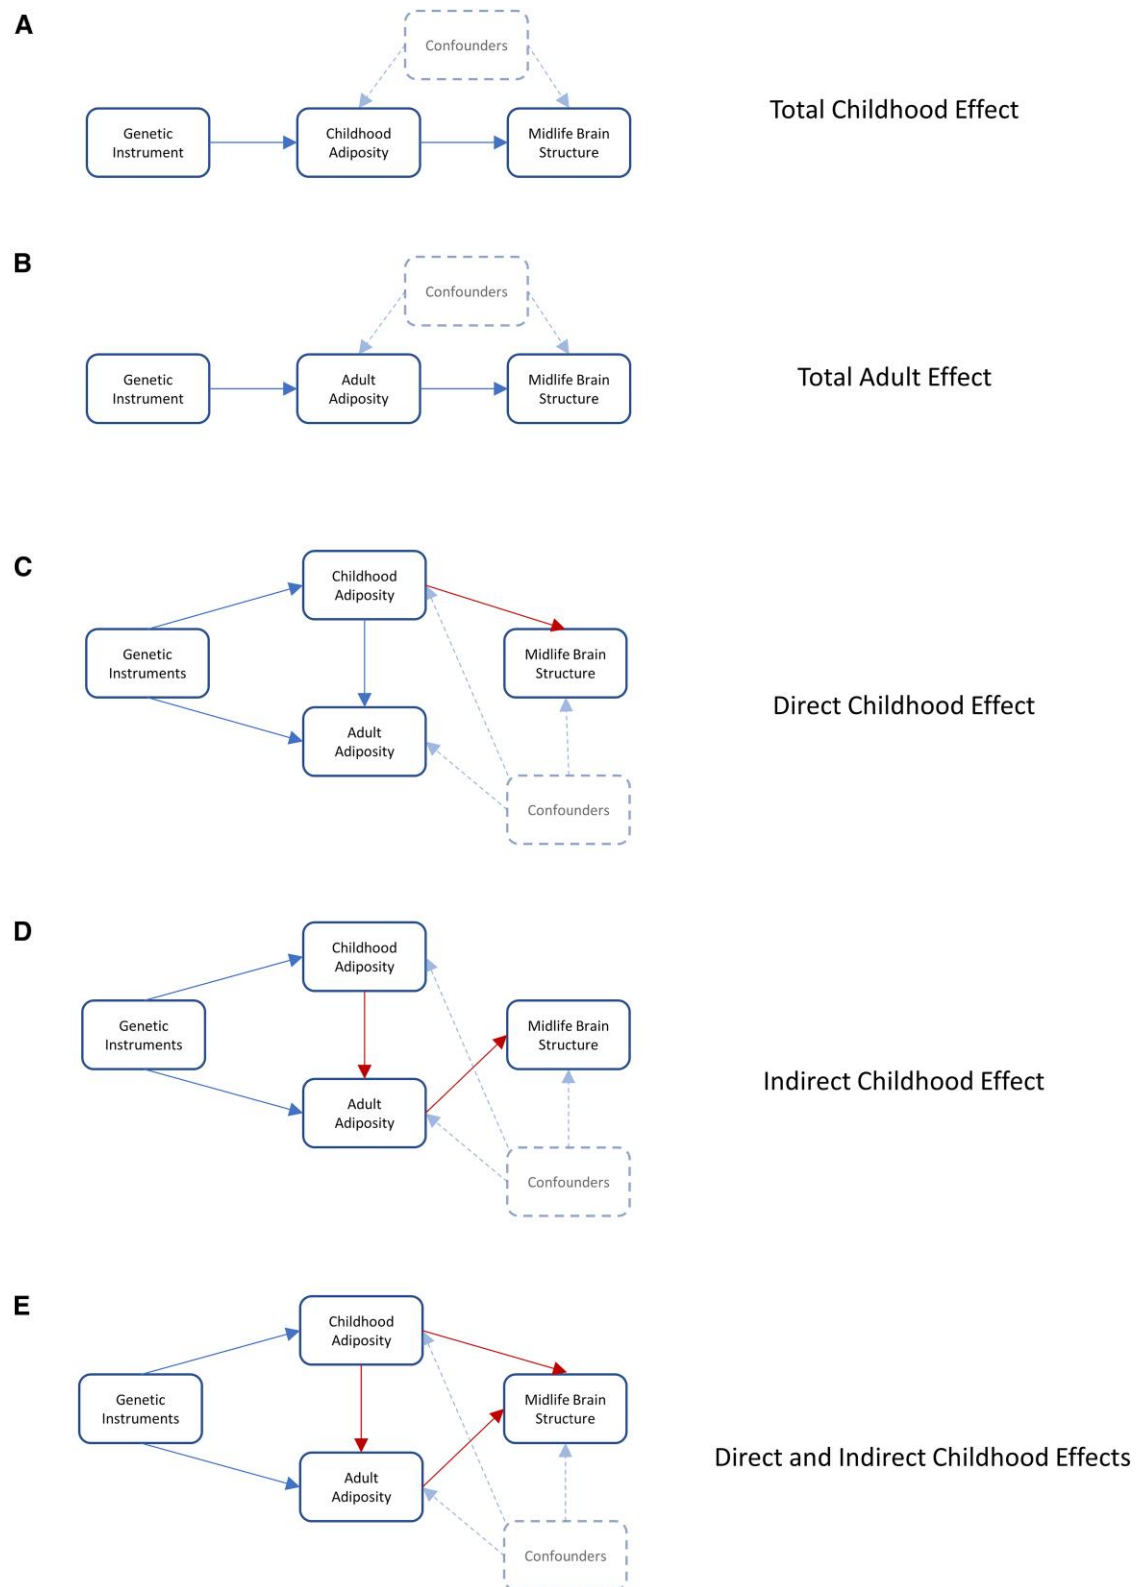 A
Confounders
Genetic
Instrument
Childhood
Adiposity
Midlife Brain
Structure
Total Childhood Effect
B
Confounders
Genetic
Instrument
Adult
Adiposity
Midlife Brain
Structure
Total Adult Effect
C
Childhood
Adiposity
Genetic
Instruments
Midlife Brain
Structure
Adult
Adiposity
Confounders
Direct Childhood Effect
D
Childhood
Adiposity
Genetic
Instruments
Midlife Brain
Structure
Adult
Adiposity
Confounders
Indirect Childhood Effect
E
Childhood
Adiposity
Genetic
Instruments
Midlife Brain
Structure
Adult
Adiposity
Confounders
Direct and Indirect Childhood Effects